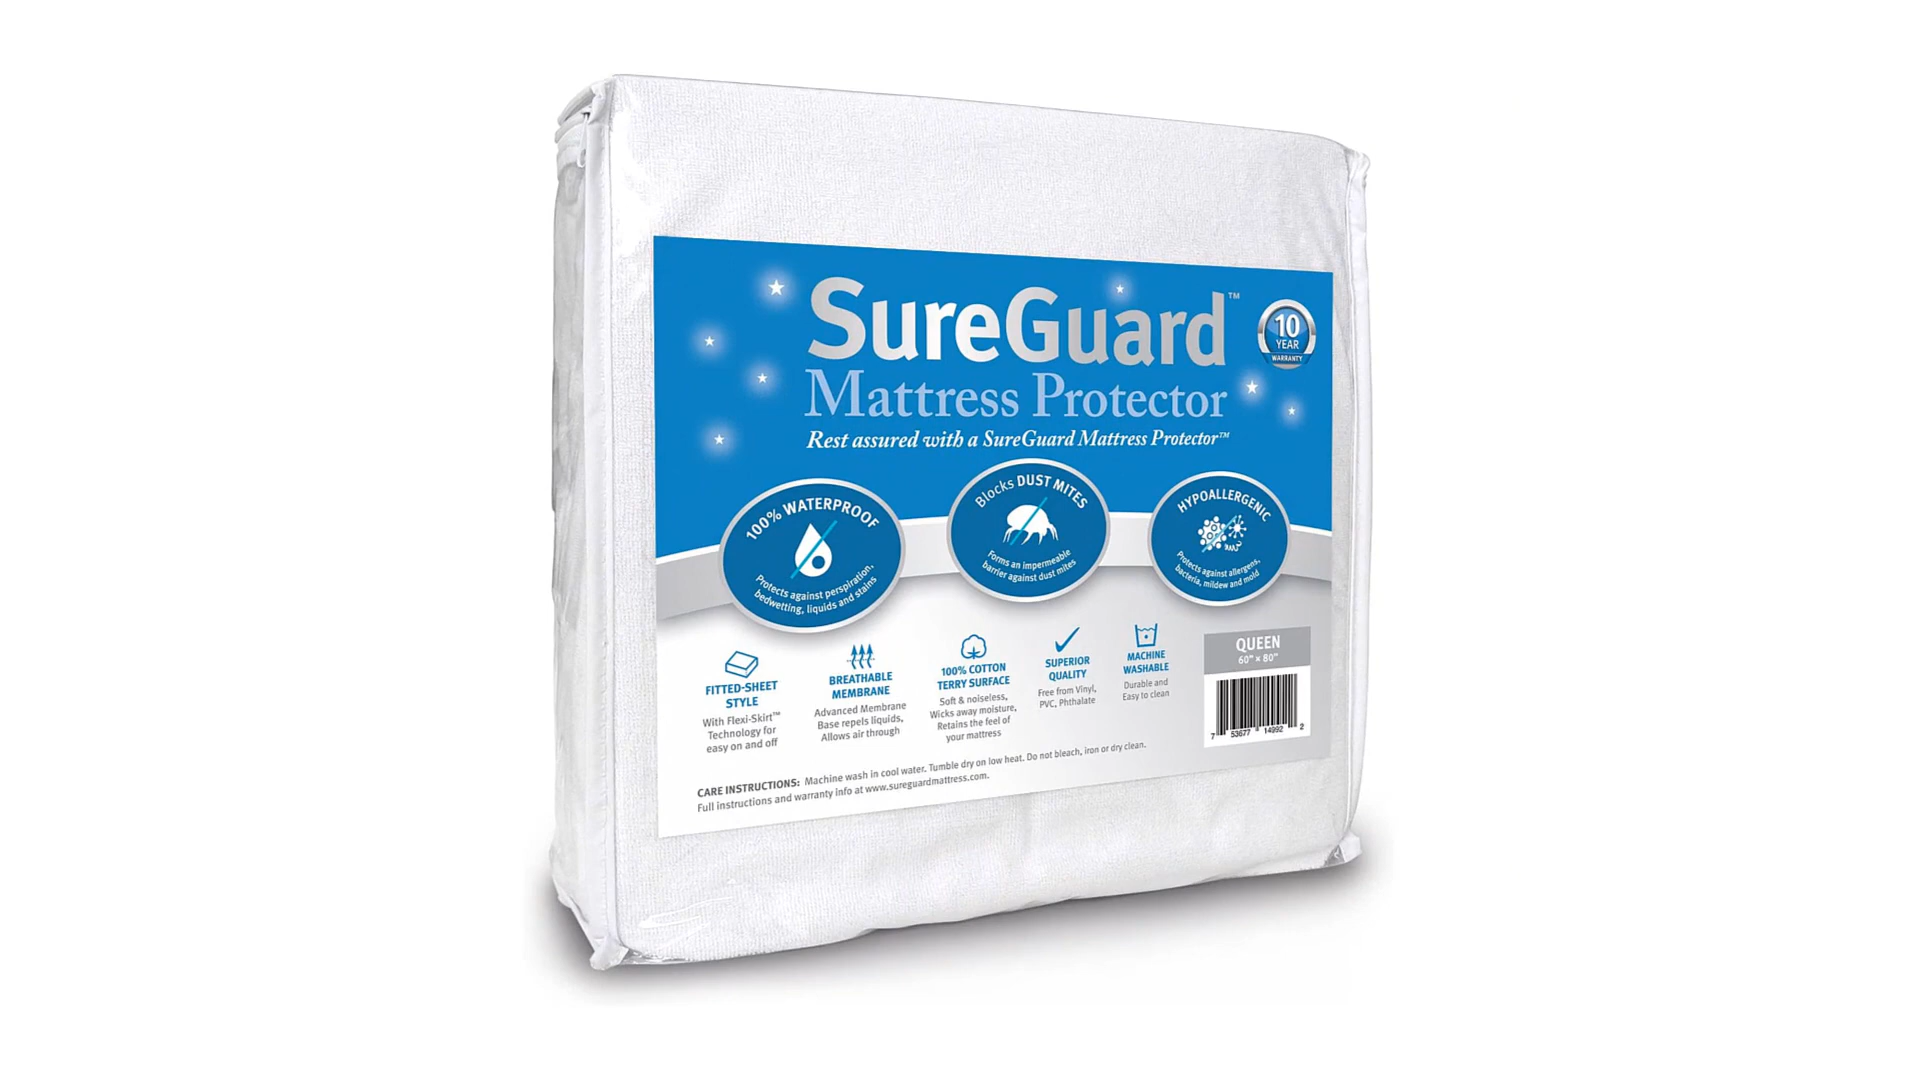 SureGuard™
10
YEAR
WARRANTY
Mattress Protector
Rest assured with a SureGuard Mattress Protector™
100% WATERPROOF
Protects against perspiration,
bedwetting, liquids and stains
Blocks DUST MITES
Forms an impermeable
barrier against dust mites
HYPOALLERGENIC
Protects against allergens,
bacteria, mildew and mold
FITTED-SHEET
STYLE
With Flexi-Skirt™
Technology for
easy on and off
BREATHABLE
MEMBRANE
Advanced Membrane
Base repels liquids,
Allows air through
100% COTTON
TERRY SURFACE
Soft & noiseless,
Wicks away moisture,
Retains the feel of
your mattress
SUPERIOR
QUALITY
Free from Vinyl,
PVC, Phthalate
MACHINE
WASHABLE
Durable and
Easy to clean
QUEEN
60" × 80"
7 53677 14992 2
CARE INSTRUCTIONS: Machine wash in cool water. Tumble dry on low heat. Do not bleach, iron or dry clean.
Full instructions and warranty info at www.sureguardmattress.com.